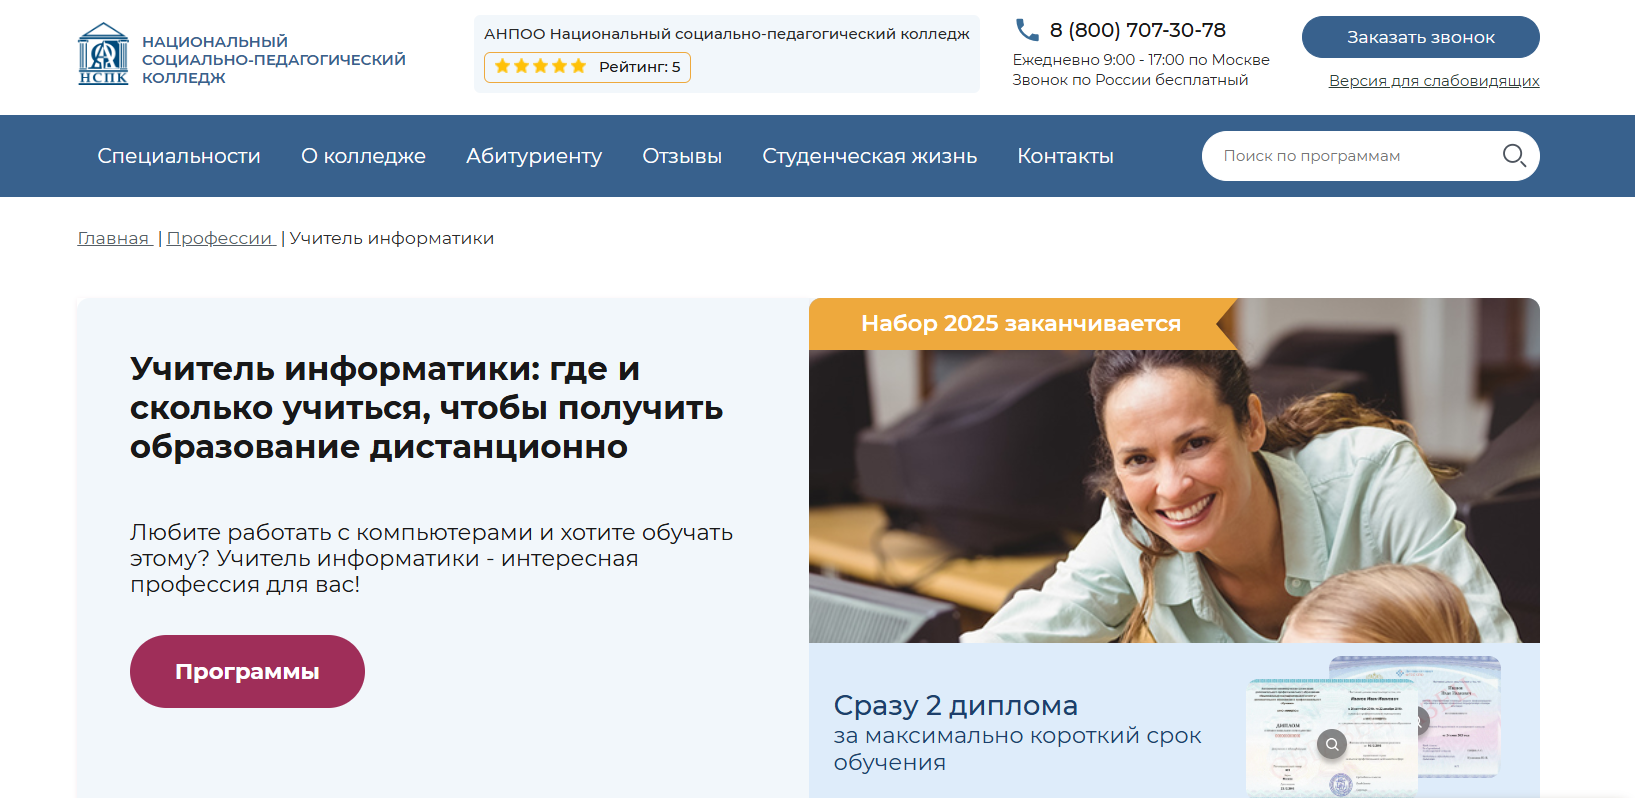 НСПК
НАЦИОНАЛЬНЫЙ
СОЦИАЛЬНО-ПЕДАГОГИЧЕСКИЙ
КОЛЛЕДЖ
АНПОО Национальный социально-педагогический колледж
Рейтинг: 5
8 (800) 707-30-78
Ежедневно 9:00 - 17:00 по Москве
Звонок по России бесплатный
Заказать звонок
Версия для слабовидящих
Специальности
О колледже
Абитуриенту
Отзывы
Студенческая жизнь
Контакты
Поиск по программам
Главная | Профессии | Учитель информатики
Учитель информатики: где и
сколько учиться, чтобы получить
образование дистанционно
Любите работать с компьютерами и хотите обучать
этому? Учитель информатики - интересная
профессия для вас!
Программы
Набор 2025 заканчивается
Сразу 2 диплома
за максимально короткий срок
обучения
ДИПЛОМ